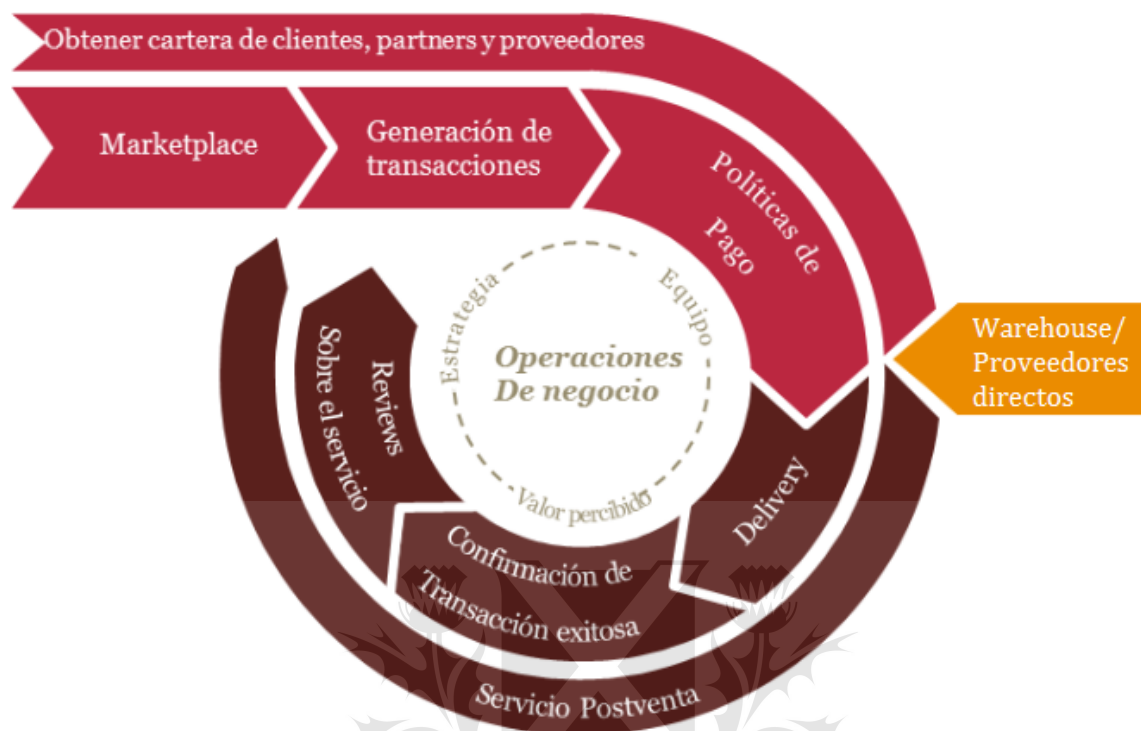 Obtener cartera de clientes, partners y proveedores
Marketplace
Generación de
transacciones
Políticas de
Pago
Warehouse/
Proveedores
directos
Delivery
Confirmación de
Transacción exitosa
Reviews
Sobre el servicio
Servicio Postventa
Estrategia
Equipo
Valor percibido
Operaciones
De negocio